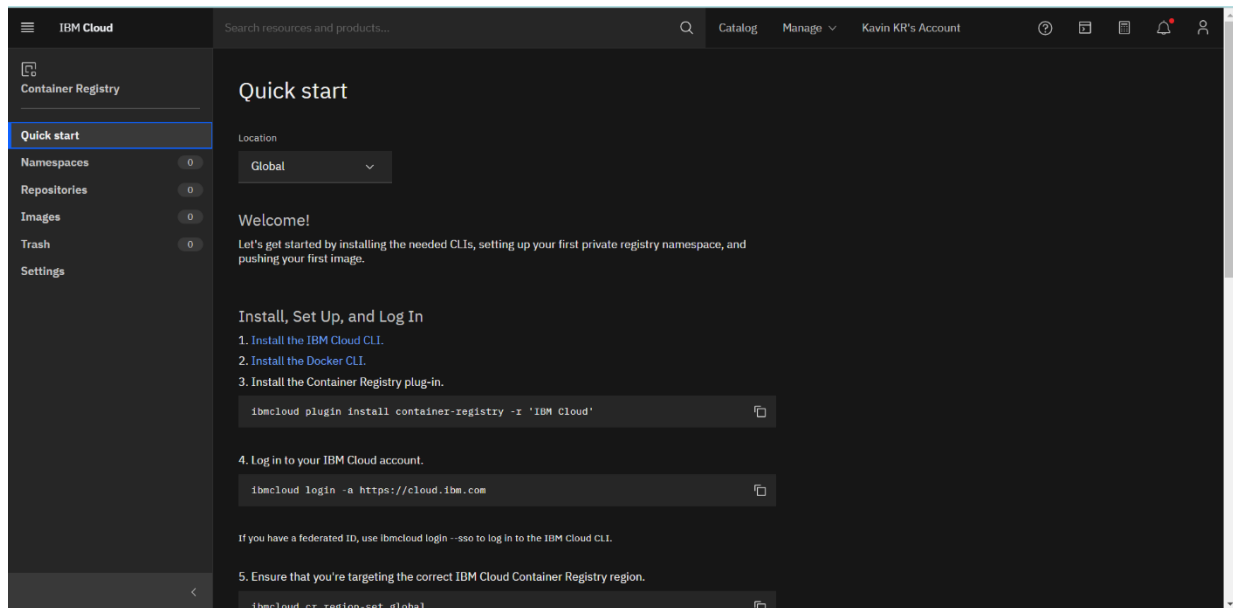 IBM Cloud
Search resources and products...
Catalog
Manage
Kavin KR's Account
Container Registry
Quick start
Namespaces 0
Repositories 0
Images 0
Trash 0
Settings
Quick start
Location
Global
Welcome!
Let's get started by installing the needed CLIs, setting up your first private registry namespace, and
pushing your first image.
Install, Set Up, and Log In
1. Install the IBM Cloud CLI.
2. Install the Docker CLI.
3. Install the Container Registry plug-in.
ibmcloud plugin install container-registry -r 'IBM Cloud'
4. Log in to your IBM Cloud account.
ibmcloud login -a https://cloud.ibm.com
If you have a federated ID, use ibmcloud login --sso to log in to the IBM Cloud CLI.
5. Ensure that you're targeting the correct IBM Cloud Container Registry region.
ibmcloud cr region-set global